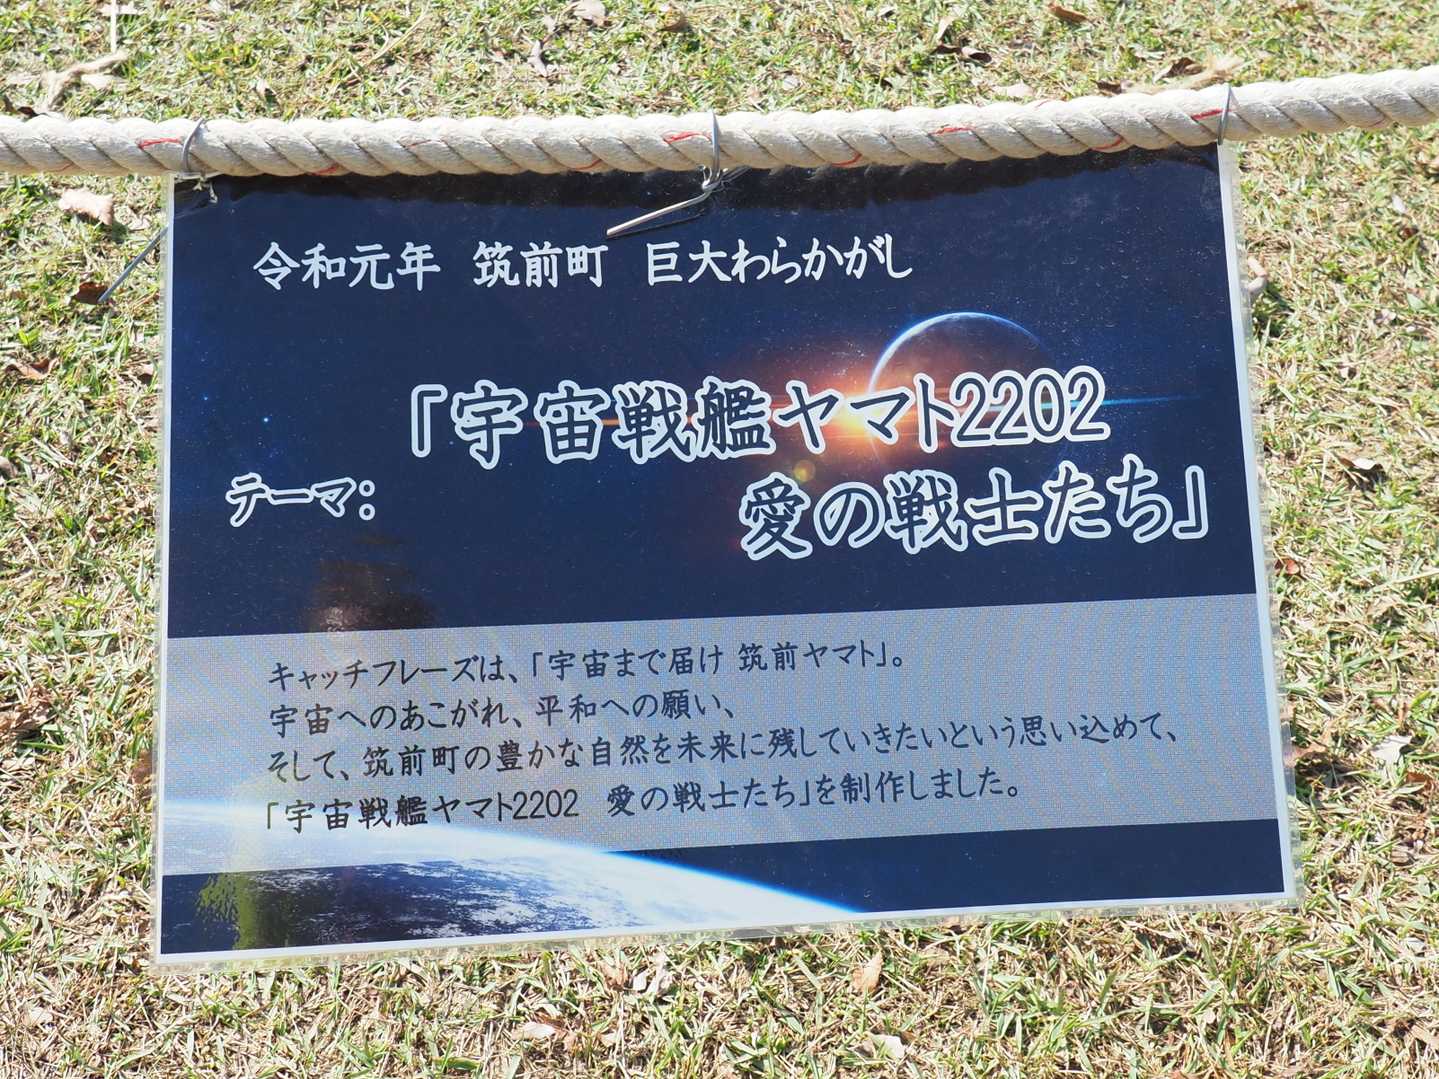 令和元年 筑前町 巨大わらかがし
テーマ:
「宇宙戦艦ヤマト2202
愛の戦士たち」
キャッチフレーズは、「宇宙まで届け 筑前ヤマト」。
宇宙へのあこがれ、平和への願い、
そして、筑前町の豊かな自然を未来に残していきたいという思い込めて、
「宇宙戦艦ヤマト2202 愛の戦士たち」を制作しました。